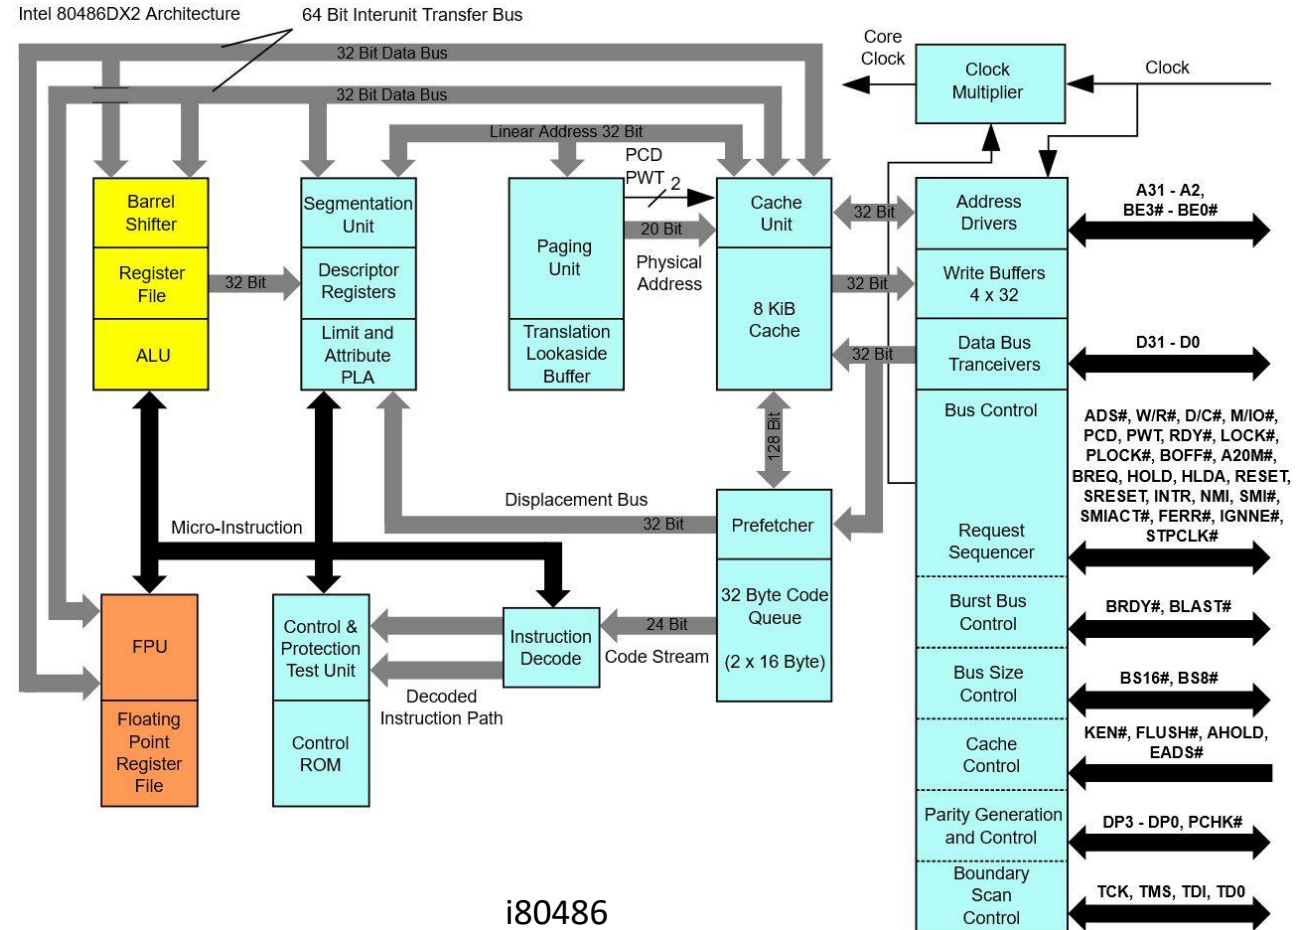 Intel 80486DX2 Architecture
64 Bit Interunit Transfer Bus
32 Bit Data Bus
32 Bit Data Bus
Linear Address 32 Bit
PCD
PWT
2
Core
Clock
Clock
Multiplier
Clock
Barrel
Shifter
Register
File
ALU
32 Bit
Segmentation
Unit
Descriptor
Registers
Limit and
Attribute
PLA
Paging
Unit
Translation
Lookaside
Buffer
20 Bit
Physical
Address
Cache
Unit
8 KiB
Cache
32 Bit
32 Bit
32 Bit
128 Bit
Address
Drivers
Write Buffers
4 x 32
Data Bus
Tranceivers
Bus Control
Request
Sequencer
Burst Bus
Control
Bus Size
Control
Cache
Control
Parity Generation
and Control
Boundary
Scan
Control
A31 - A2,
BE3# - BE0#
D31 - D0
ADS#, W/R#, D/C#, M/IO#,
PCD, PWT, RDY#, LOCK#,
PLOCK#, BOFF#, A20M#,
BREQ, HOLD, HLDA, RESET,
SRESET, INTR, NMI, SMI#,
SMIACT#, FERR#, IGNNE#,
STPCLK#
BRDY#, BLAST#
BS16#, BS8#
KEN#, FLUSH#, AHOLD,
EADS#
DP3 - DP0, PCHK#
TCK, TMS, TDI, TD0
Displacement Bus
32 Bit
Micro-Instruction
Prefetcher
32 Byte Code
Queue
(2 x 16 Byte)
24 Bit
Code Stream
Instruction
Decode
Decoded
Instruction Path
Control &
Protection
Test Unit
Control
ROM
FPU
Floating
Point
Register
File
i80486